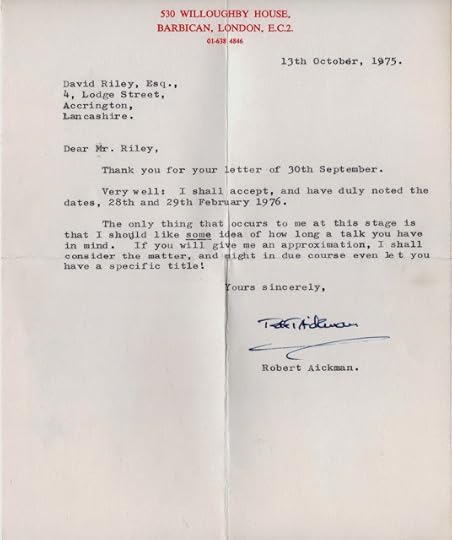 530 WILLOUGHBY HOUSE,
BARBICAN, LONDON, E.C.2.
01-638 4846
13th October, 1975.
David Riley, Esq.,
4, Lodge Street,
Accrington,
Lancashire.
Dear Mr. Riley,
Thank you for your letter of 30th September.
Very well: I shall accept, and have duly noted the
dates, 28th and 29th February 1976.
The only thing that occurs to me at this stage is
that I should like some idea of how long a talk you have
in mind. If you will give me an approximation, I shall
consider the matter, and might in due course even let you
have a specific title!
Yours sincerely,
Robert Aickman.